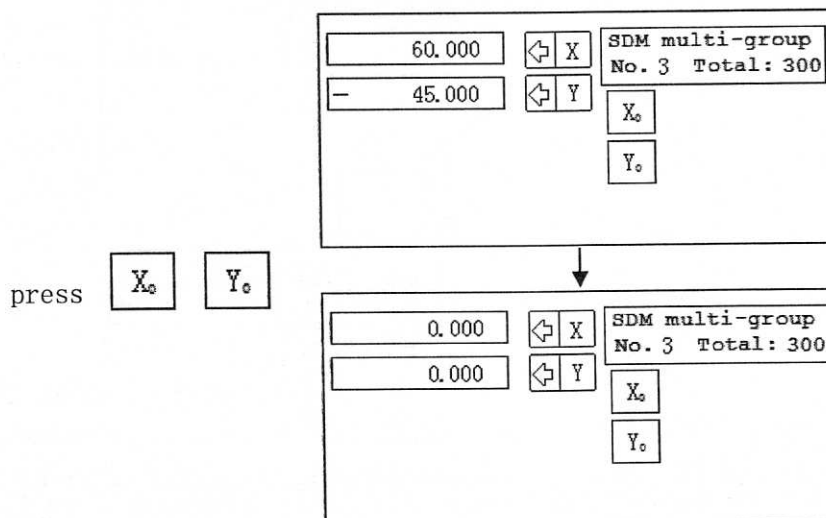 60.000 X SDM multi-group
No. 3 Total: 300
— 45.000 Y
X₀
Y₀
press X₀ Y₀
0.000 X SDM multi-group
No. 3 Total: 300
0.000 Y
X₀
Y₀